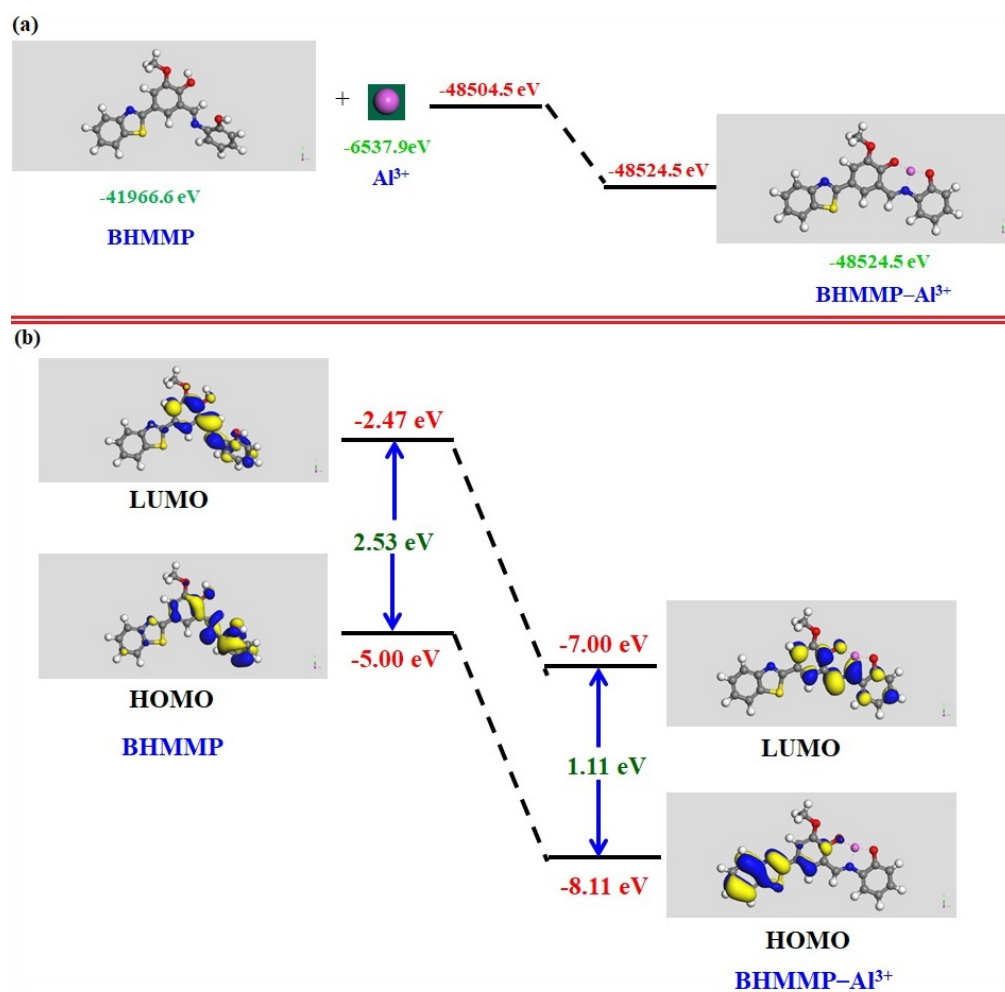 (a)
+
-48504.5 eV
-6537.9eV
Al³⁺
-48524.5 eV
-41966.6 eV
BHMMP
-48524.5 eV
BHMMP–Al³⁺
(b)
-2.47 eV
LUMO
2.53 eV
-5.00 eV
-7.00 eV
HOMO
LUMO
BHMMP
1.11 eV
-8.11 eV
HOMO
BHMMP–Al³⁺